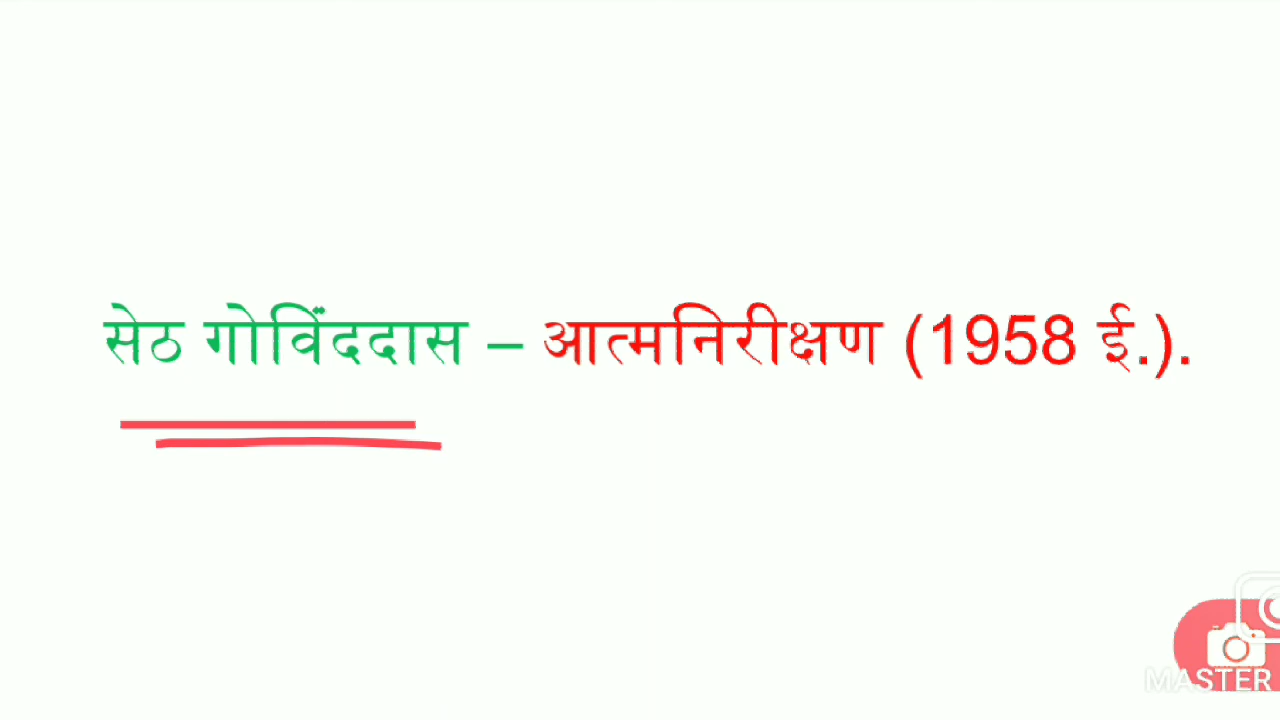 सेठ गोविंददास – आत्मनिरीक्षण (1958 ई.).
MASTER